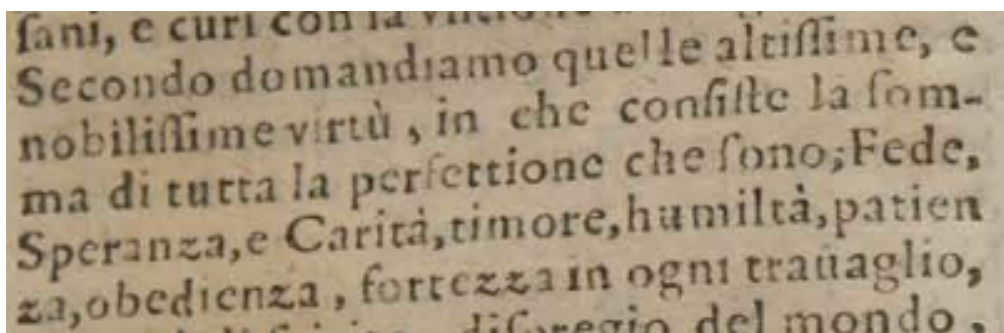 ſani, e curi con la
Secondo domandiamo quelle altiſſime, e
nobiliſſime virtù, in che conſiſte la ſom-
ma di tutta la perfettione che ſono; Fede,
Speranza, e Carità, timore, humiltà, patien
za, obedienza, fortezza in ogni trauaglio,
diſpregio del mondo,